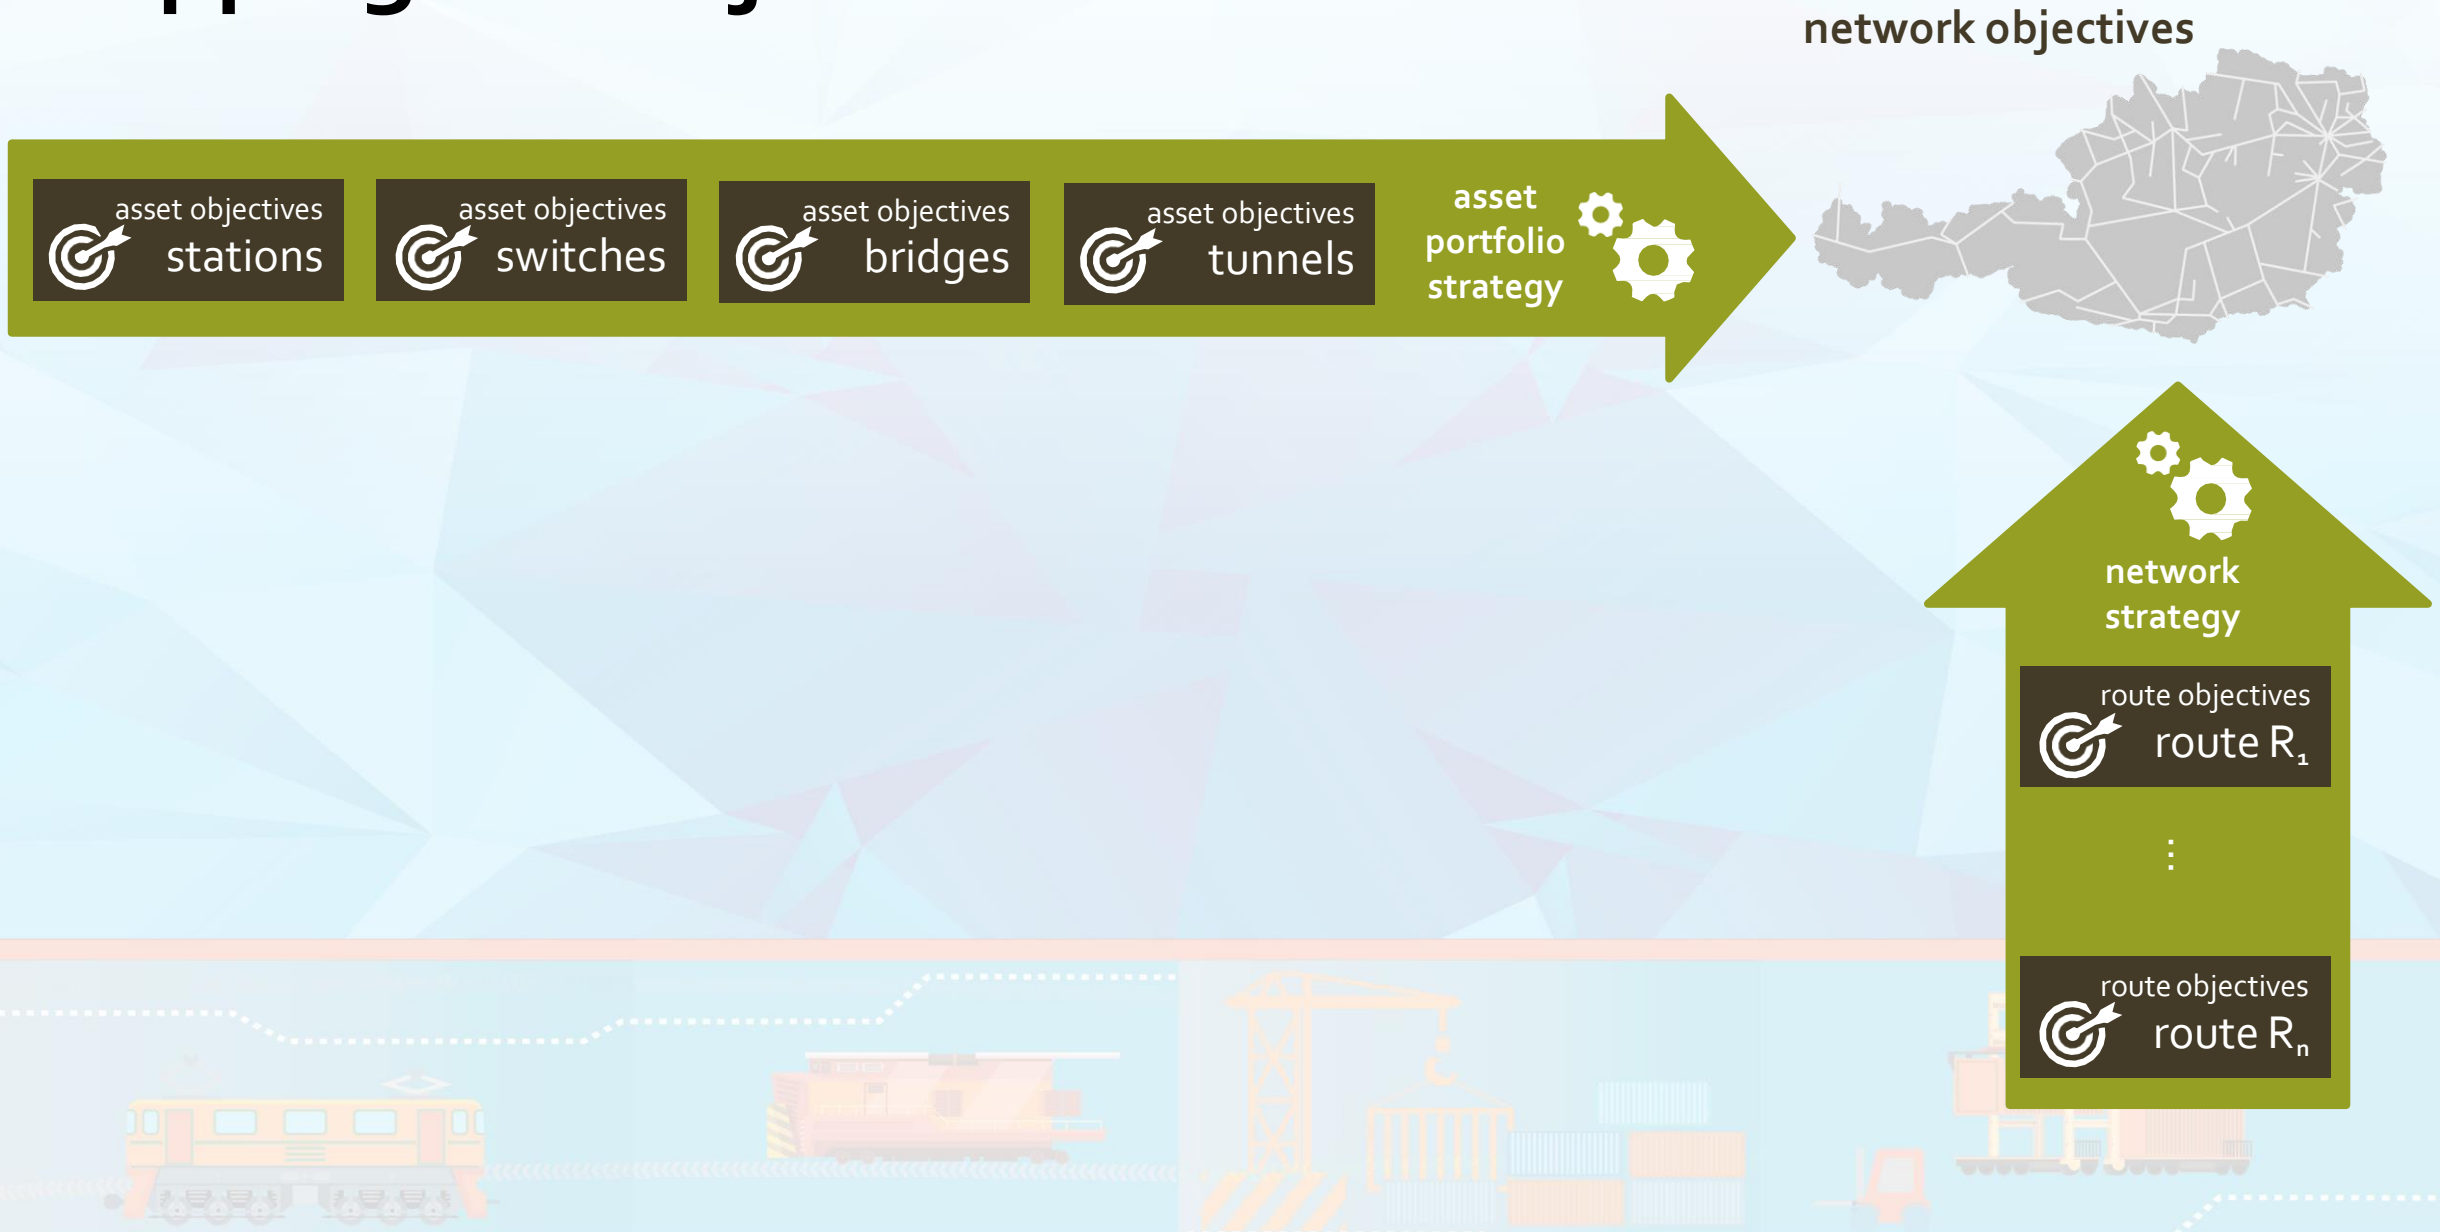 network objectives
asset objectives
stations
asset objectives
switches
asset objectives
bridges
asset objectives
tunnels
asset
portfolio
strategy
network
strategy
route objectives
route R₁
⋮
route objectives
route Rₙ